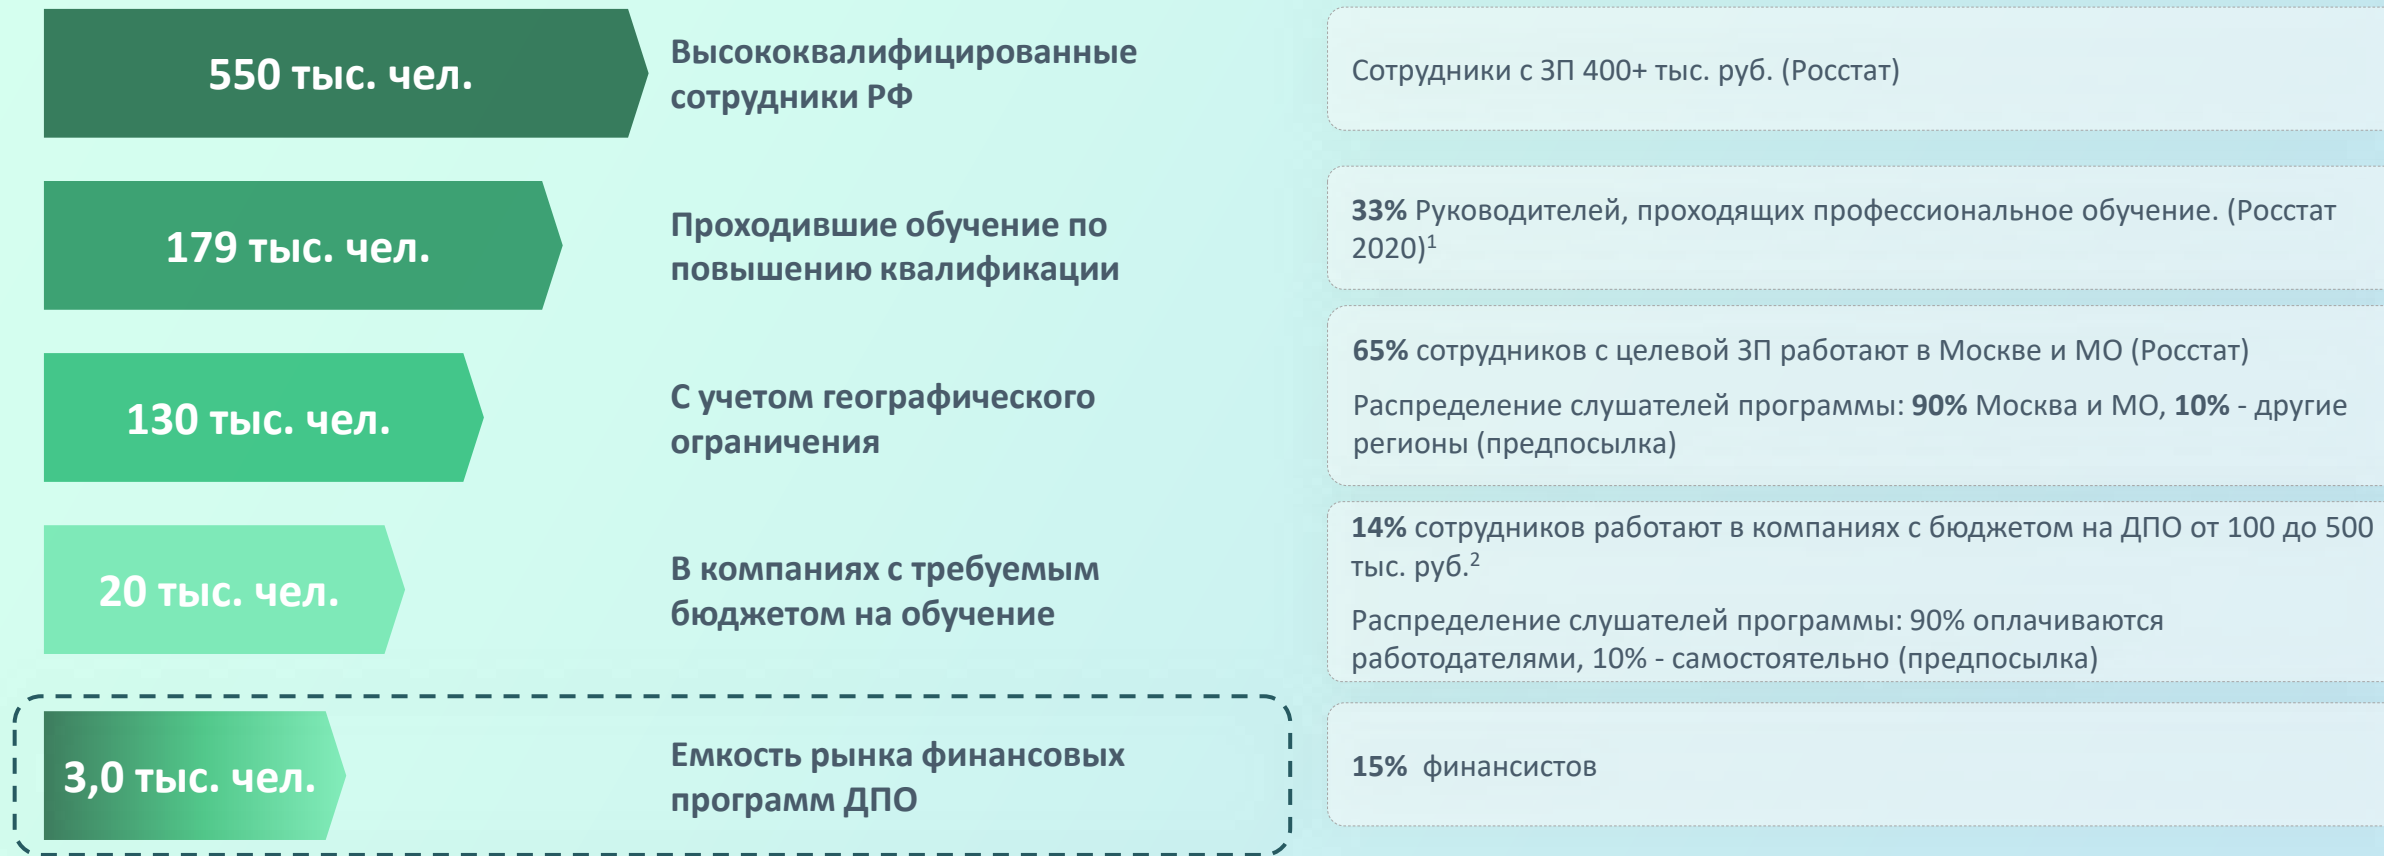 550 тыс. чел.
Высококвалифицированные
сотрудники РФ
Сотрудники с ЗП 400+ тыс. руб. (Росстат)
179 тыс. чел.
Проходившие обучение по
повышению квалификации
33% Руководителей, проходящих профессиональное обучение. (Росстат
2020)¹
130 тыс. чел.
С учетом географического
ограничения
65% сотрудников с целевой ЗП работают в Москве и МО (Росстат)
Распределение слушателей программы: 90% Москва и МО, 10% - другие
регионы (предпосылка)
20 тыс. чел.
В компаниях с требуемым
бюджетом на обучение
14% сотрудников работают в компаниях с бюджетом на ДПО от 100 до 500
тыс. руб.²
Распределение слушателей программы: 90% оплачиваются
работодателями, 10% - самостоятельно (предпосылка)
3,0 тыс. чел.
Емкость рынка финансовых
программ ДПО
15% финансистов